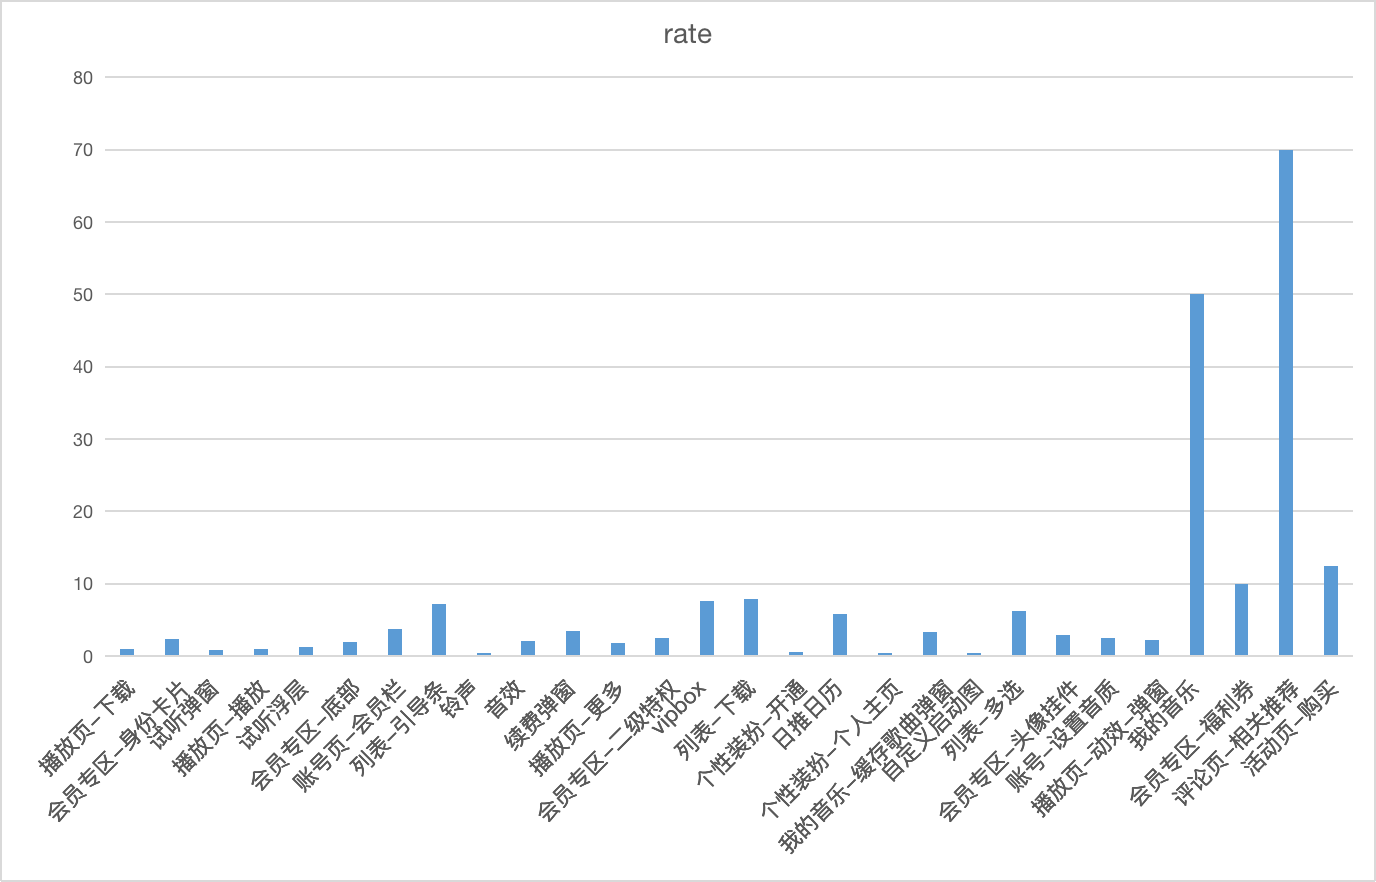 rate
80
70
60
50
40
30
20
10
0
播放页-下载
会员专区-身份卡片
试听弹窗
播放页-播放
试听浮层
会员专区-底部
账号页-会员栏
列表-引导条
铃声
音效
续费弹窗
播放页-更多
会员专区-二级特权
vipbox
列表-下载
个性装扮-开通
日推日历
个性装扮-个人主页
我的音乐-缓存歌曲弹窗
自定义启动图
列表-多选
会员专区-头像挂件
账号-设置音质
播放页-动效-弹窗
我的音乐
会员专区-福利券
评论页-相关推荐
活动页-购买